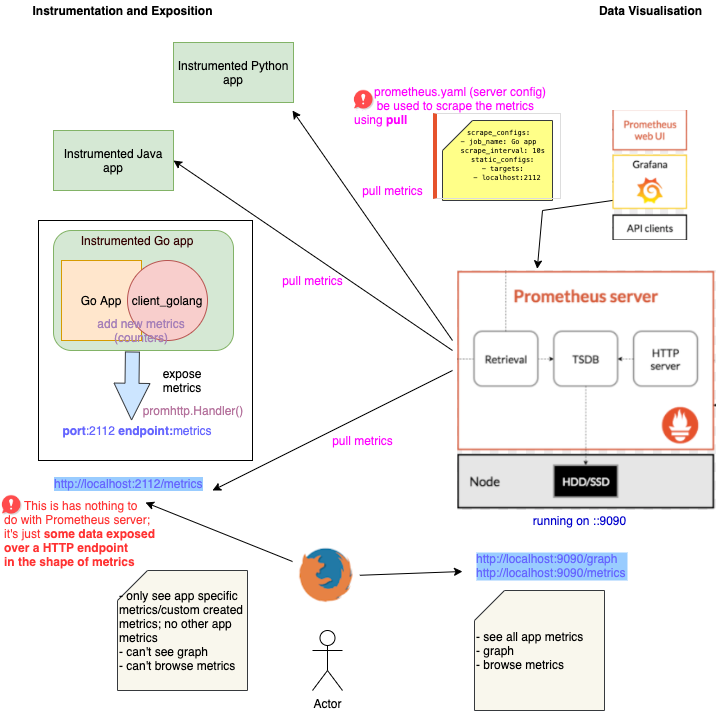 Instrumentation and Exposition
Data Visualisation
Instrumented Python
app
prometheus.yaml (server config)
be used to scrape the metrics
using pull
scrape_configs:
- job_name: Go app
scrape_interval: 10s
static_configs:
- targets:
- localhost:2112
Prometheus
web UI
Grafana
API clients
Instrumented Java
app
pull metrics
pull metrics
Instrumented Go app
Go App
client_golang
add new metrics
(counters)
expose
metrics
promhttp.Handler()
port:2112 endpoint:metrics
Prometheus server
Retrieval
TSDB
HTTP
server
pull metrics
Node
HDD/SSD
running on ::9090
http://localhost:2112/metrics
This is has nothing to
do with Prometheus server;
it's just some data exposed
over a HTTP endpoint
in the shape of metrics
http://localhost:9090/graph
http://localhost:9090/metrics
- only see app specific
metrics/custom created
metrics; no other app
metrics
- can't see graph
- can't browse metrics
- see all app metrics
- graph
- browse metrics
Actor